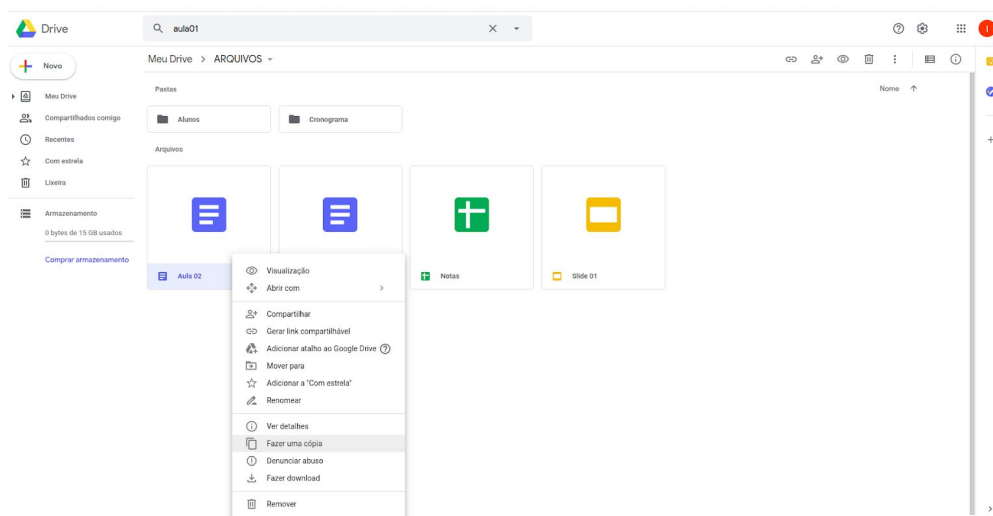 Drive
aula01
Novo
Meu Drive
Compartilhados comigo
Recentes
Com estrela
Lixeira
Armazenamento
0 bytes de 15 GB usados
Comprar armazenamento
Meu Drive > ARQUIVOS
Pastas
Nome
Alunos
Cronograma
Arquivos
Aula 02
Notas
Slide 01
Visualização
Abrir com
Compartilhar
Gerar link compartilhável
Adicionar atalho ao Google Drive
Mover para
Adicionar a "Com estrela"
Renomear
Ver detalhes
Fazer uma cópia
Denunciar abuso
Fazer download
Remover